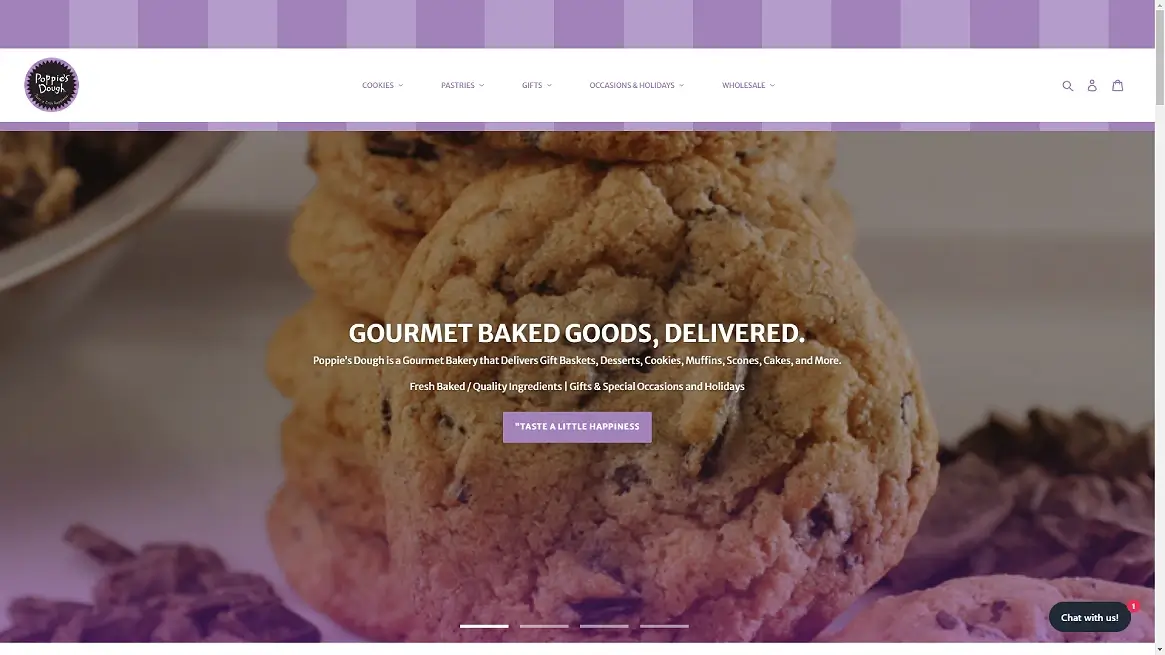 Poppie's
Dough
COOKIES
PASTRIES
GIFTS
OCCASIONS & HOLIDAYS
WHOLESALE
GOURMET BAKED GOODS, DELIVERED.
Poppie's Dough is a Gourmet Bakery that Delivers Gift Baskets, Desserts, Cookies, Muffins, Scones, Cakes, and More.
Fresh Baked / Quality Ingredients | Gifts & Special Occasions and Holidays
"TASTE A LITTLE HAPPINESS
Chat with us!
1